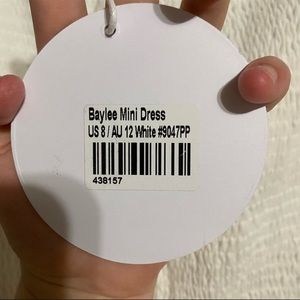 Baylee Mini Dress
US 8 / AU 12 White #9047PP
438157